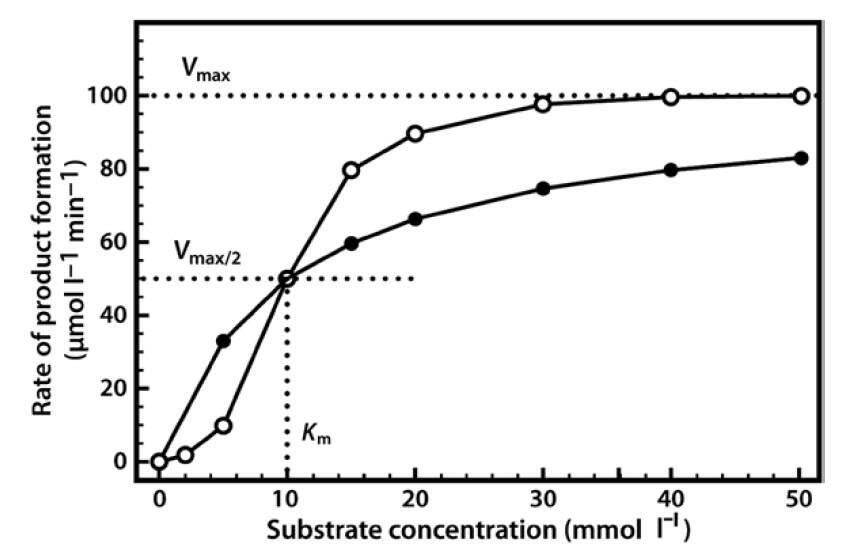 Vmax
100
80
60
Vmax/2
40
20
0
Km
0 10 20 30 40 50
Substrate concentration (mmol l–l)
Rate of product formation
(µmol l–1 min–1)